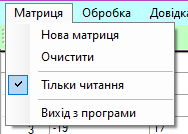 Матриця Обробка Довідк
Нова матриця
Очистити
Тільки читання
Вихід з програми
3 -19 17